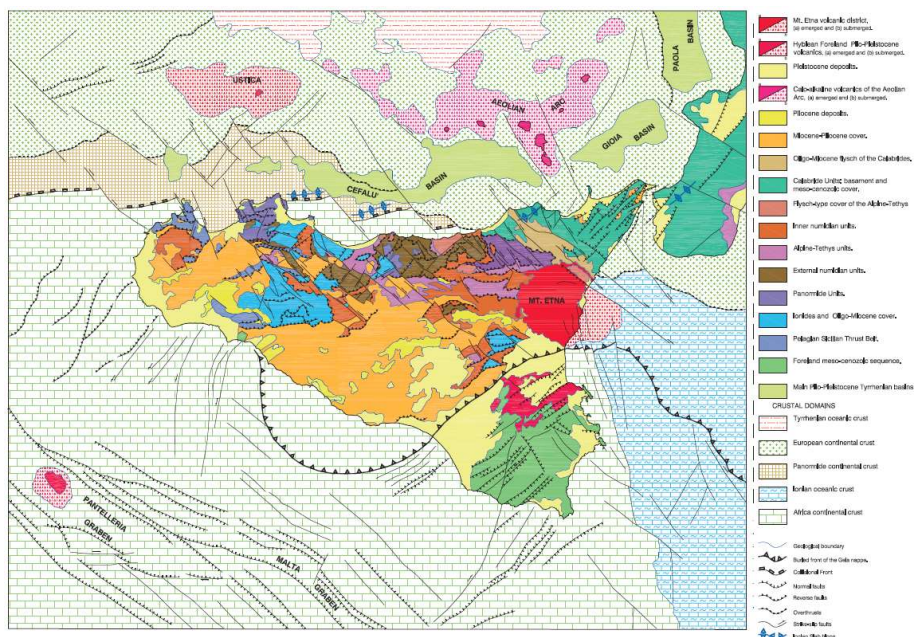 USTICA
AEOLIAN
ARC
PAOLA
BASIN
GIOIA
BASIN
CEFALU
BASIN
MT. ETNA
PANTELLERIA
GRABEN
MALTA
GRABEN
Mt. Etna volcanic district.
(a) emerged and (b) submerged.
Hyblean Foreland Plio-Pleistocene
volcanics. (a) emerged and (b) submerged.
Pleistocene deposits.
Calc-alkaline volcanics of the Aeolian
Arc. (a) emerged and (b) submerged.
Pliocene deposits.
Miocene-Pliocene cover.
Oligo-Miocene flysch of the Calabrides.
Calabride Units; basament and
meso-cenozoic cover.
Flysch-type cover of the Alpine-Tethys
Inner numidian units.
Alpine-Tethys units.
External numidian units.
Panormide Units.
Ionides and Oligo-Miocene cover.
Pelagian Sicilian Thrust Belt.
Foreland meso-cenozoic sequence.
Main Plio-Pleistocene Tyrrhenian basins
CRUSTAL DOMAINS
Tyrrhenian oceanic crust
European continental crust
Panormide continental crust
Ionian oceanic crust
Africa continental crust
Geological boundary
Buried front of the Gela nappe.
Collisional Front
Normal faults
Reverse faults
Overthrusts
Strike-slip faults